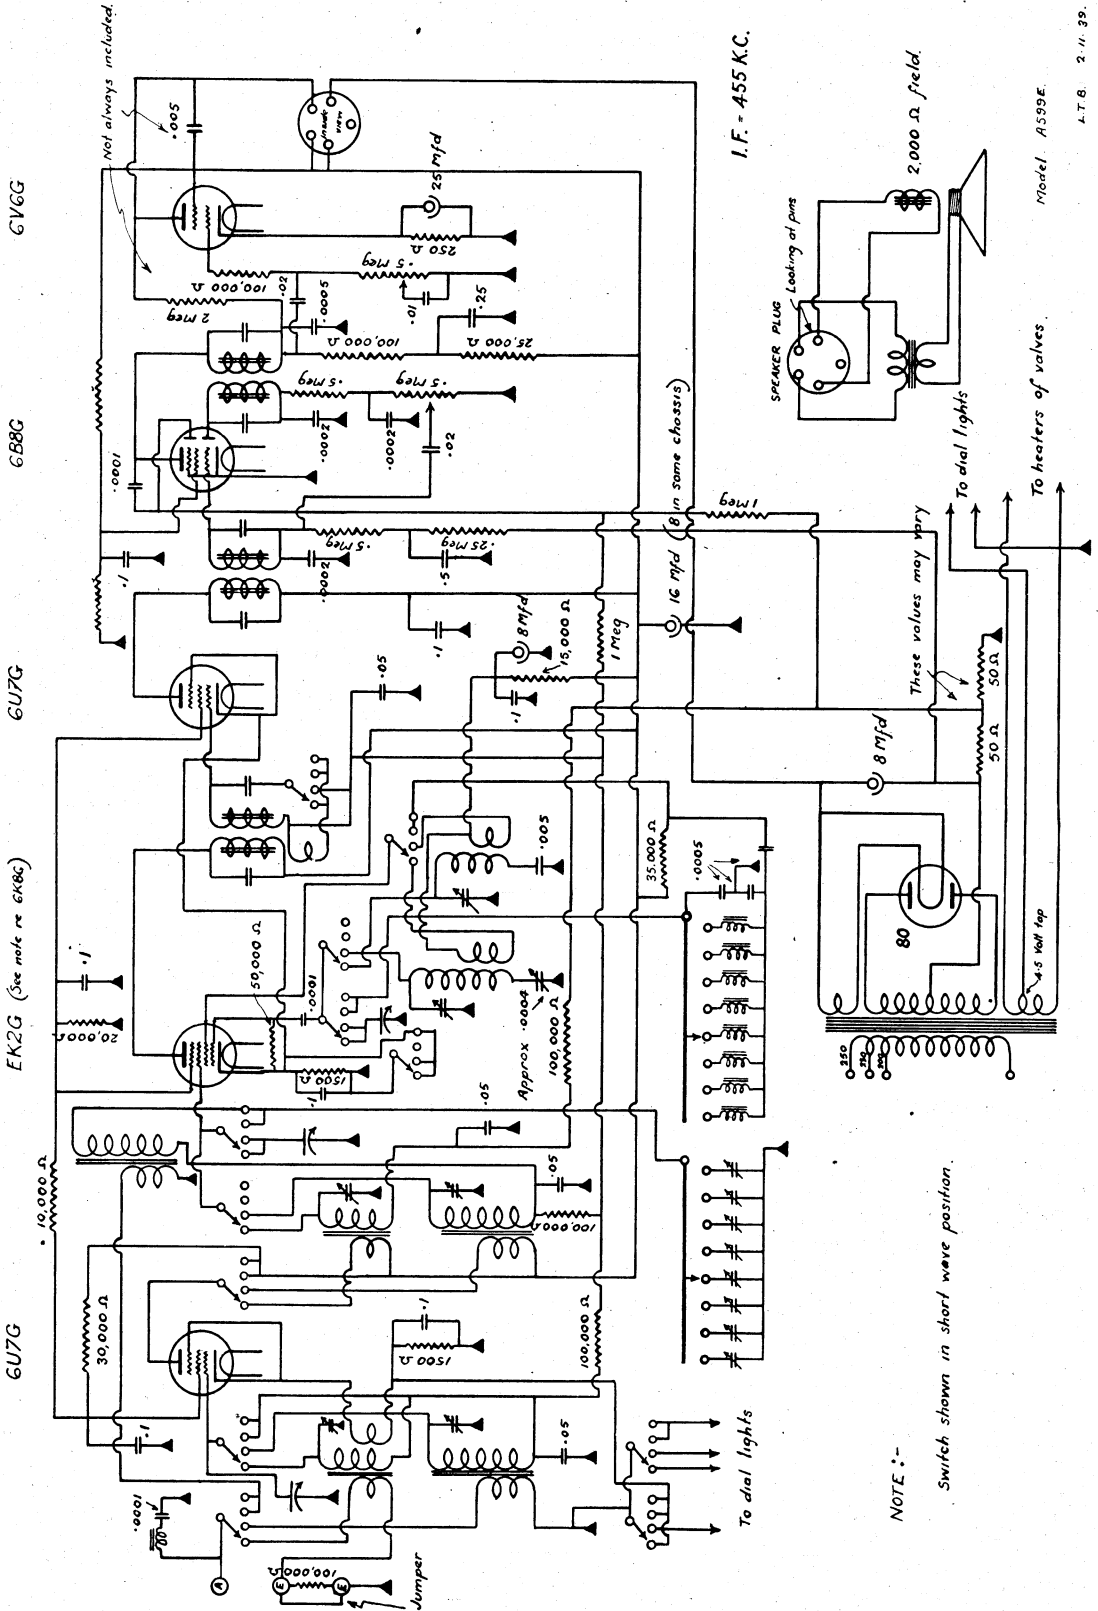 6U7G
EK2G (See note re 6K8G)
6U7G
6B8G
6V6G
Not always included.
.005
10,000 Ω
20,000 Ω
.1
.1
.0001
2 Meg
100,000 Ω
.02
.0005
.5 Meg
.01
250 Ω
25 Mfd
inside
view
30,000 Ω
.1
.0001
50,000 Ω
.0001
1500 Ω
.1
.05
.0002
.5 Meg
.25 Meg
.5
.0002
.5 Meg
.0002
.5 Meg
.02
100,000 Ω
.25
25,000 Ω
A
E
100,000 Ω
E
Jumper
1500 Ω
.1
.05
100,000 Ω
.05
100,000 Ω
.05
Approx .0004
100,000 Ω
.005
.1
8 Mfd
15,000 Ω
.1
1 Meg
16 Mfd (8 in some chassis)
1 Meg
35,000 Ω
.0005
8 Mfd
These values may vary
50 Ω
50 Ω
To dial lights
To heaters of valves.
To dial lights
80
4.5 Volt tap
250
230
200
I.F. = 455 K.C.
SPEAKER PLUG
Looking at pins
2,000 Ω field.
NOTE :-
Switch shown in short wave position.
Model A599E.
L.T.B. 2.11.39.